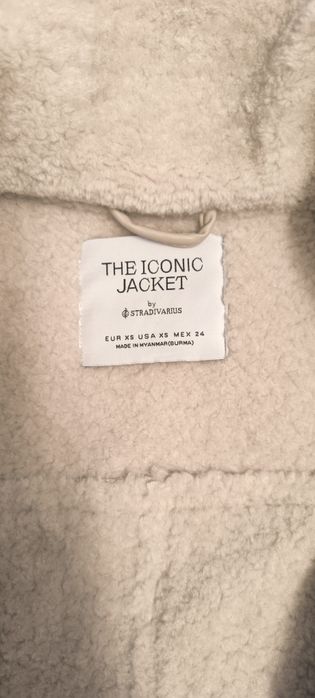 THE ICONIC
JACKET
by
STRADIVARIUS
EUR XS USA XS MEX 24
MADE IN MYANMAR(BURMA)